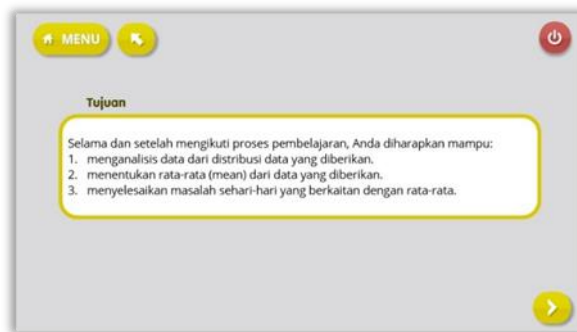 MENU
Tujuan
Selama dan setelah mengikuti proses pembelajaran, Anda diharapkan mampu:
1. menganalisis data dari distribusi data yang diberikan.
2. menentukan rata-rata (mean) dari data yang diberikan.
3. menyelesaikan masalah sehari-hari yang berkaitan dengan rata-rata.